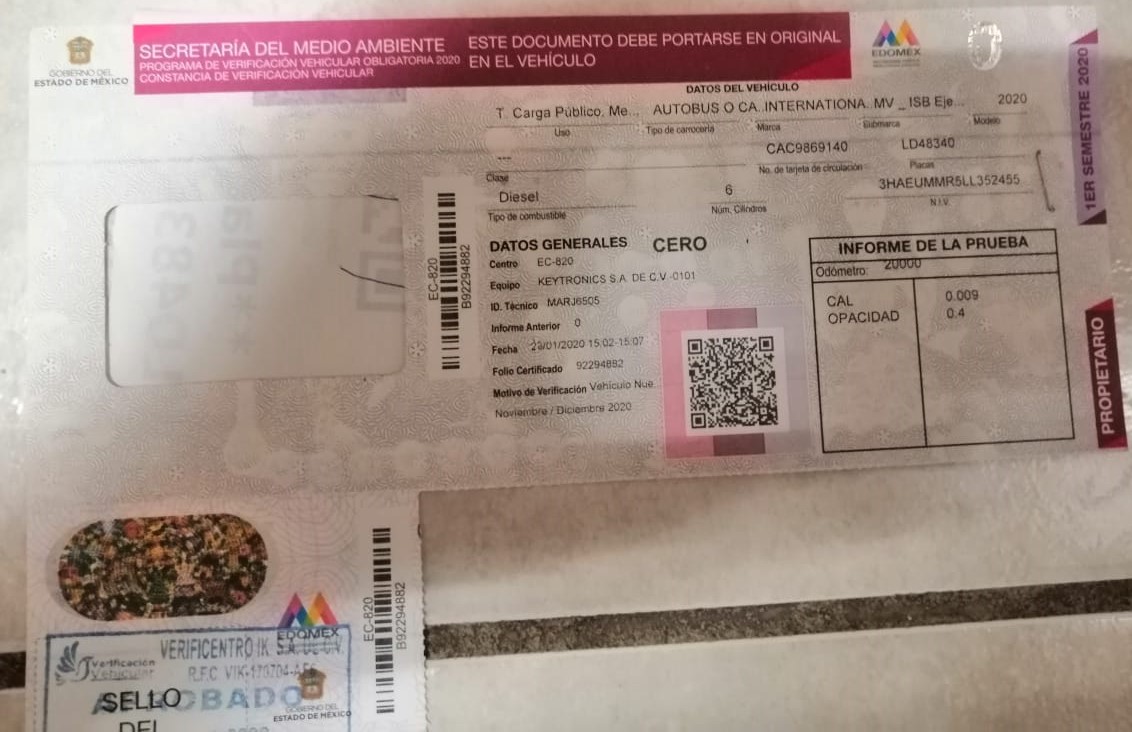 GOBIERNO DEL
ESTADO DE MÉXICO
SECRETARÍA DEL MEDIO AMBIENTE
PROGRAMA DE VERIFICACIÓN VEHICULAR OBLIGATORIA 2020
CONSTANCIA DE VERIFICACIÓN VEHICULAR
ESTE DOCUMENTO DEBE PORTARSE EN ORIGINAL
EN EL VEHÍCULO
EDOMEX
1ER SEMESTRE 2020
DATOS DEL VEHÍCULO
T. Carga Público, Me... AUTOBUS O CA..INTERNATIONA. MV _ ISB Eje... 2020
Uso Tipo de carrocería Marca Submarca Modelo
--- CAC9869140 LD48340
Clase No. de tarjeta de circulación Placas
Diesel 6 3HAEUMMR5LL352455
Tipo de combustible Núm. Cilindros N.I.V.
EC-820
B92294882
DATOS GENERALES CERO
Centro EC-820
Equipo KEYTRONICS S.A. DE C.V.-0101
ID. Técnico MARJ6505
Informe Anterior 0
Fecha /01/2020 15:02-15:07
Folio Certificado 92294882
Motivo de Verificación Vehículo Nue...
Noviembre / Diciembre 2020
INFORME DE LA PRUEBA
Odómetro: 20000
CAL 0.009
OPACIDAD 0.4
PROPIETARIO
EDOMEX
EC-820
B92294882
VERIFICENTRO IK S.A. DE C.V.
Verificación
Vehicular
R.F.C VIK-170704-
SELLO
DEL
APROBADO
GOBIERNO DEL
ESTADO DE MÉXICO